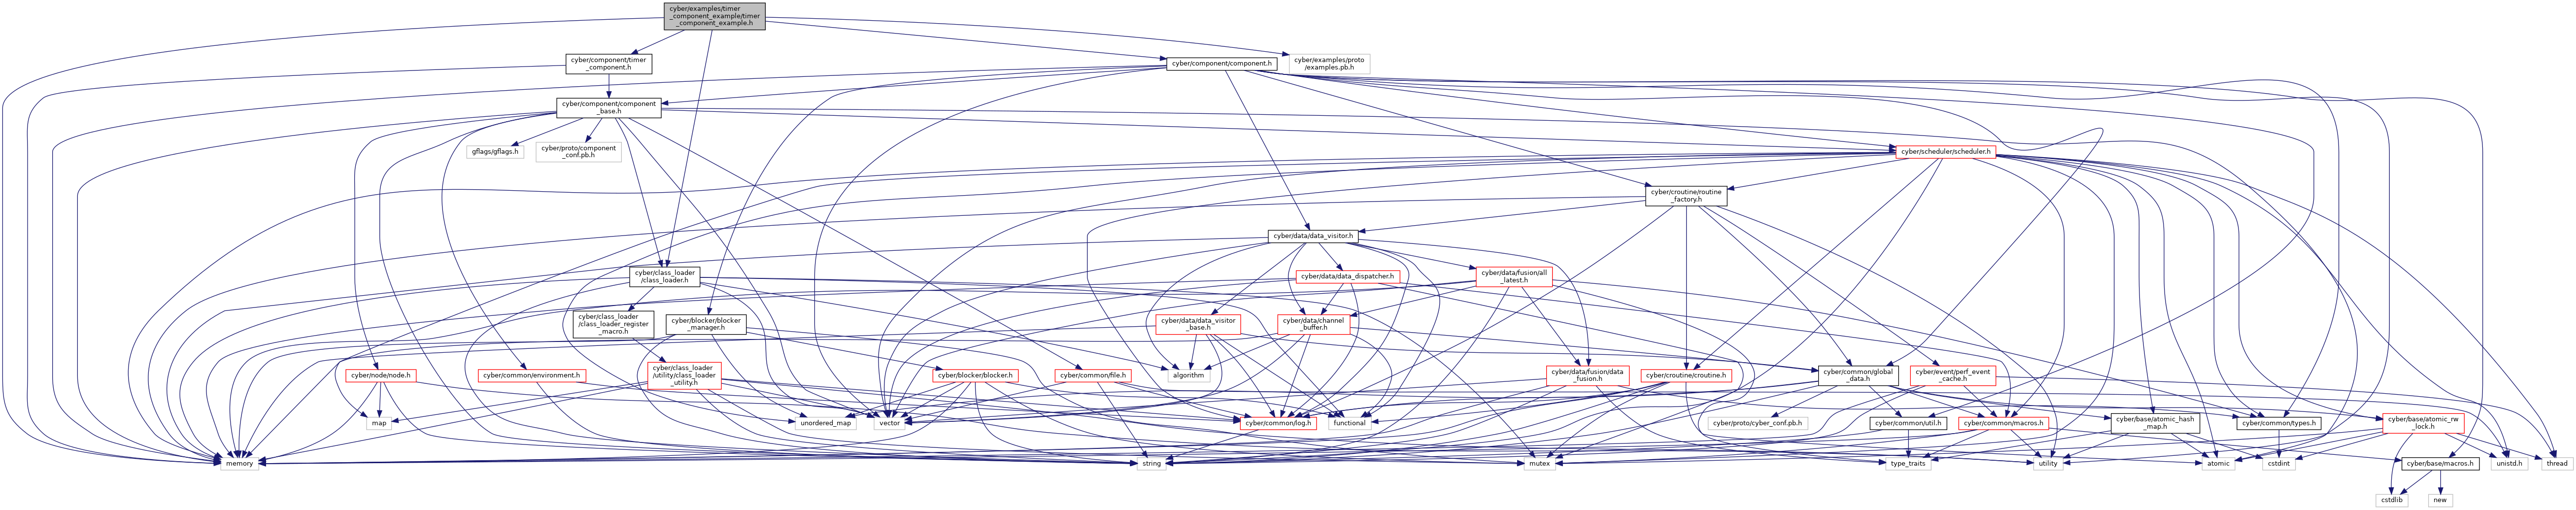 cyber/examples/timer
_component_example/timer
_component_example.h
cyber/component/timer
_component.h
cyber/component/component.h
cyber/examples/proto
/examples.pb.h
cyber/component/component
_base.h
gflags/gflags.h
cyber/proto/component
_conf.pb.h
cyber/scheduler/scheduler.h
cyber/croutine/routine
_factory.h
cyber/data/data_visitor.h
cyber/class_loader
/class_loader.h
cyber/data/data_dispatcher.h
cyber/data/fusion/all
_latest.h
cyber/class_loader
/class_loader_register
_macro.h
cyber/blocker/blocker
_manager.h
cyber/data/data_visitor
_base.h
cyber/data/channel
_buffer.h
cyber/node/node.h
cyber/common/environment.h
cyber/class_loader
/utility/class_loader
_utility.h
cyber/blocker/blocker.h
cyber/common/file.h
algorithm
cyber/data/fusion/data
_fusion.h
cyber/croutine/croutine.h
cyber/common/global
_data.h
cyber/event/perf_event
_cache.h
map
unordered_map
vector
cyber/common/log.h
functional
cyber/proto/cyber_conf.pb.h
cyber/common/util.h
cyber/common/macros.h
cyber/base/atomic_hash
_map.h
cyber/common/types.h
cyber/base/atomic_rw
_lock.h
memory
string
mutex
type_traits
utility
atomic
cstdint
cyber/base/macros.h
unistd.h
thread
cstdlib
new